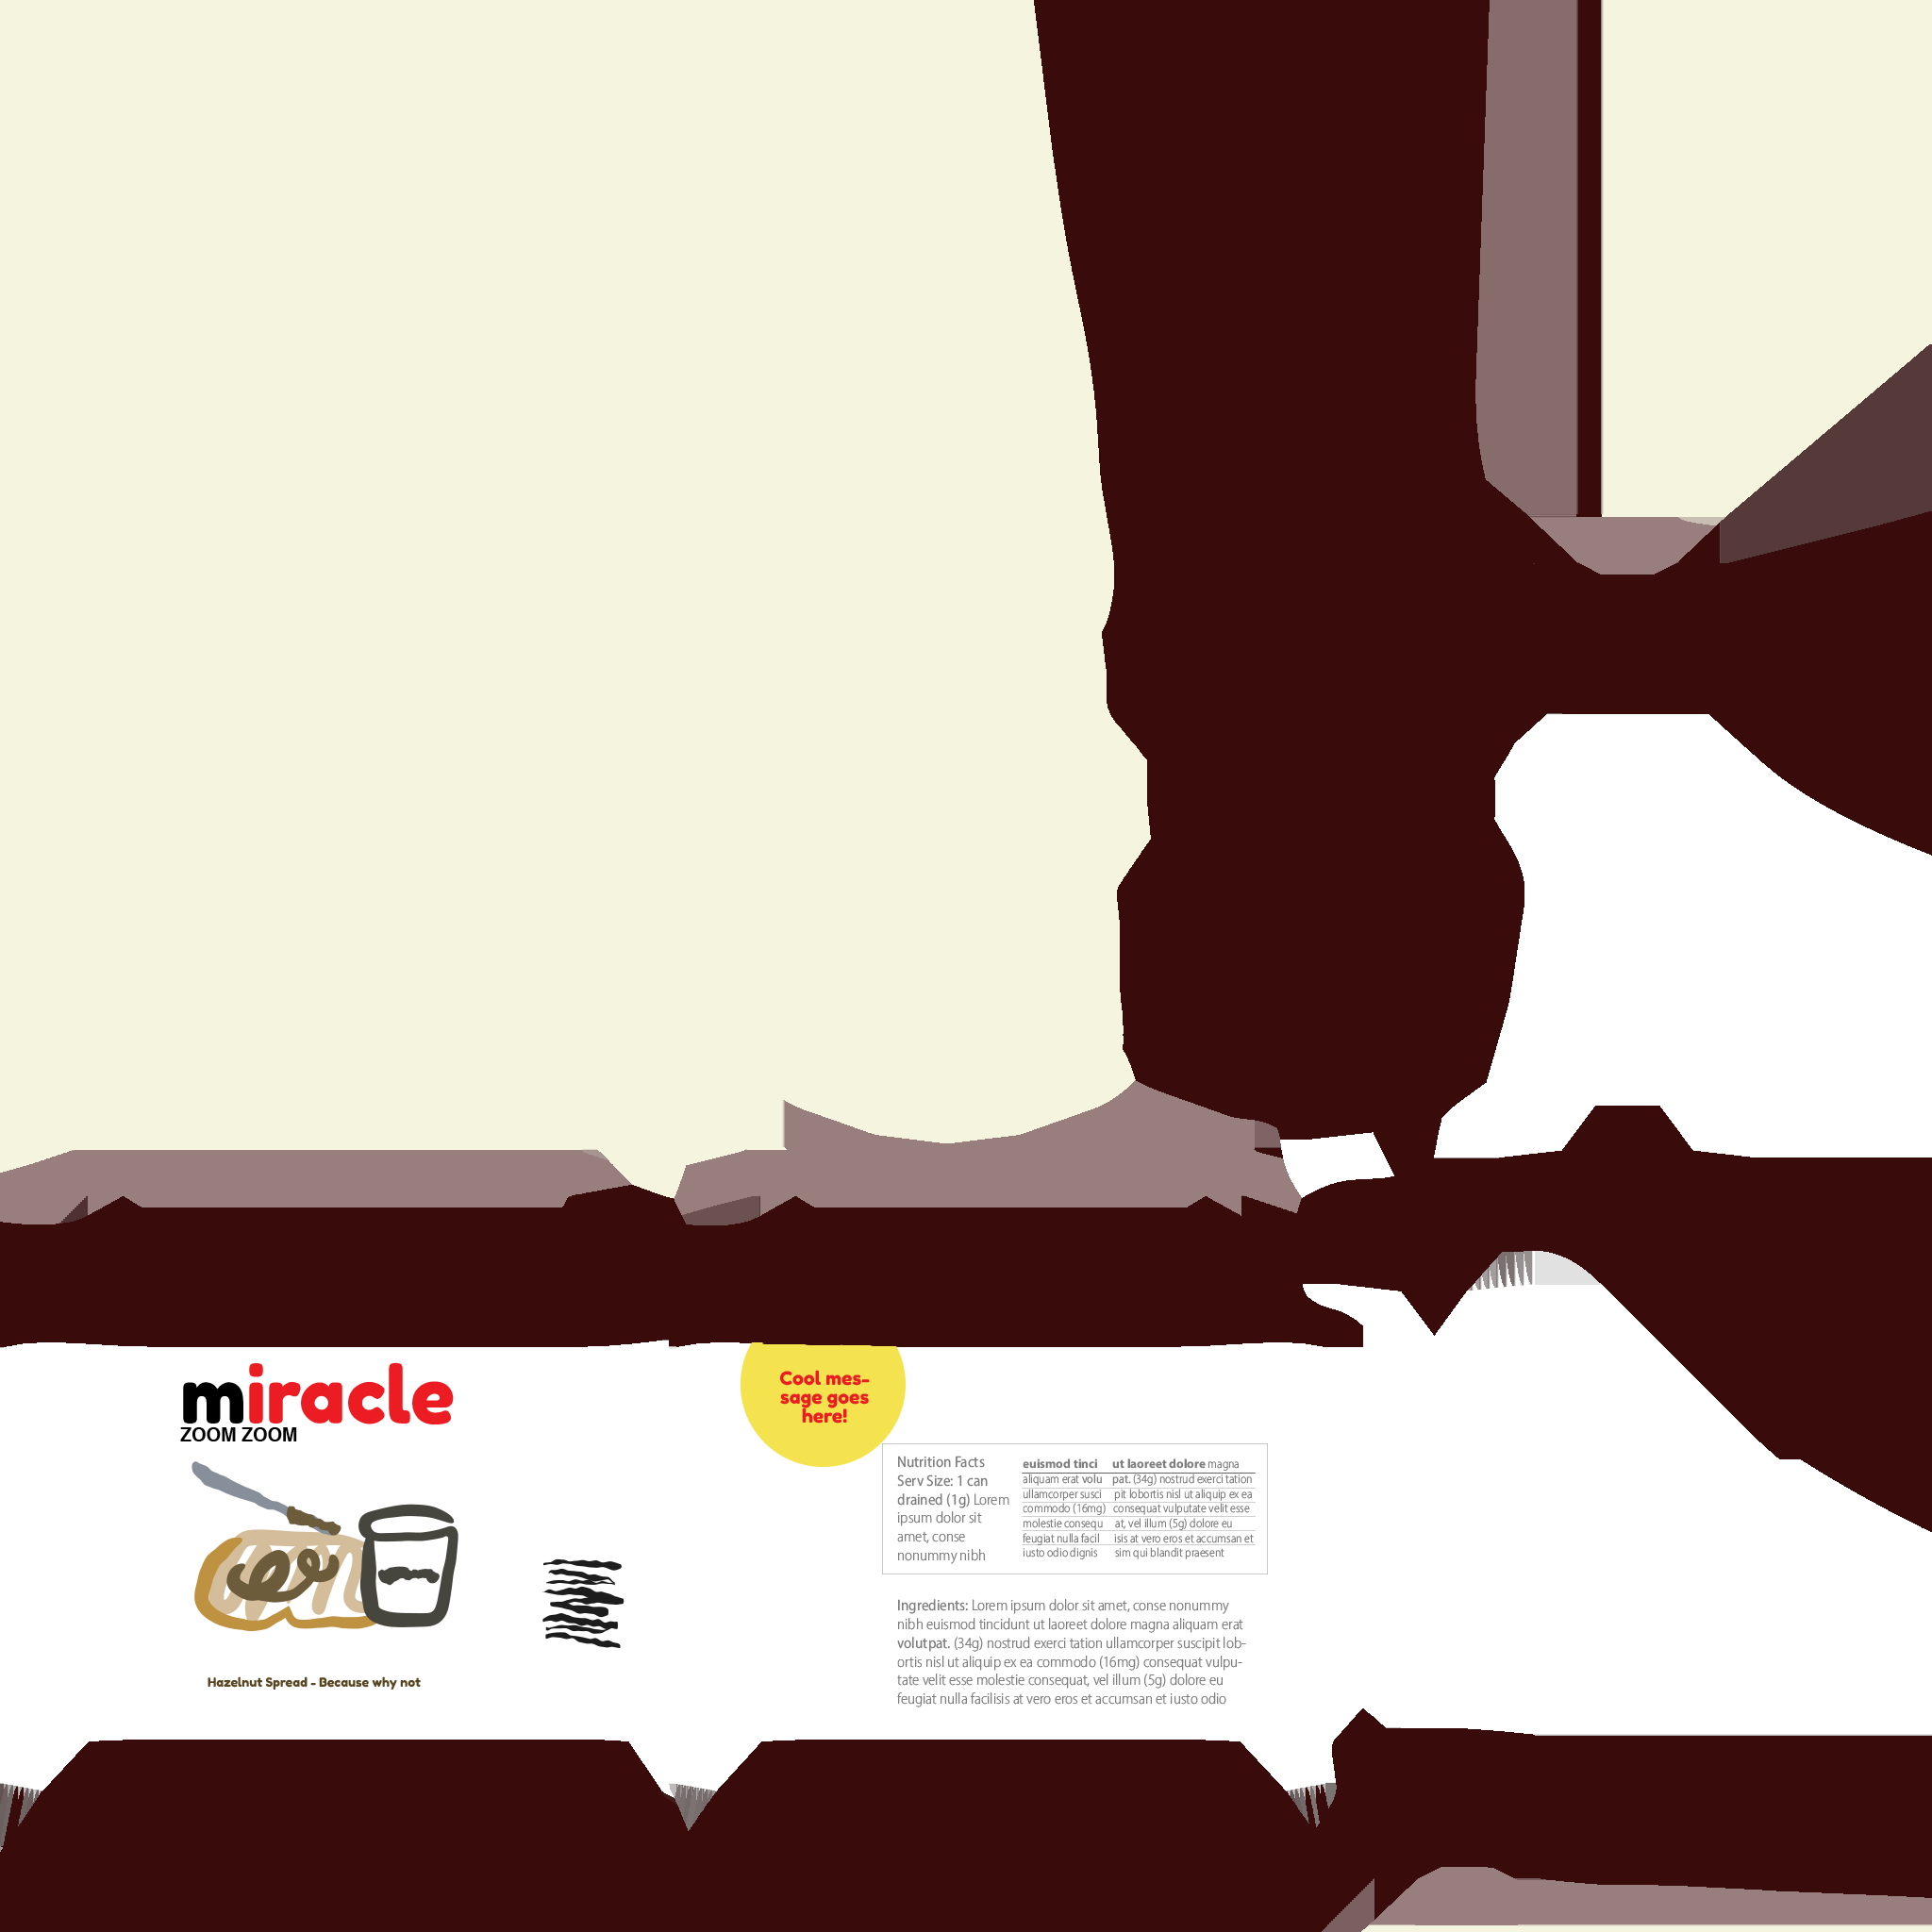 miracle
ZOOM ZOOM
Hazelnut Spread - Because why not
Cool mes-
sage goes
here!
Nutrition Facts
Serv Size: 1 can
drained (1g) Lorem
ipsum dolor sit
amet, conse
nonummy nibh
euismod tinci ut laoreet dolore magna
aliquam erat volu pat. (34g) nostrud exerci tation
ullamcorper susci pit lobortis nisl ut aliquip ex ea
commodo (16mg) consequat vulputate velit esse
molestie consequ at, vel illum (5g) dolore eu
feugiat nulla facil isis at vero eros et accumsan et
iusto odio dignis sim qui blandit praesent
Ingredients: Lorem ipsum dolor sit amet, conse nonummy
nibh euismod tincidunt ut laoreet dolore magna aliquam erat
volutpat. (34g) nostrud exerci tation ullamcorper suscipit lob-
ortis nisl ut aliquip ex ea commodo (16mg) consequat vulpu-
tate velit esse molestie consequat, vel illum (5g) dolore eu
feugiat nulla facilisis at vero eros et accumsan et iusto odio